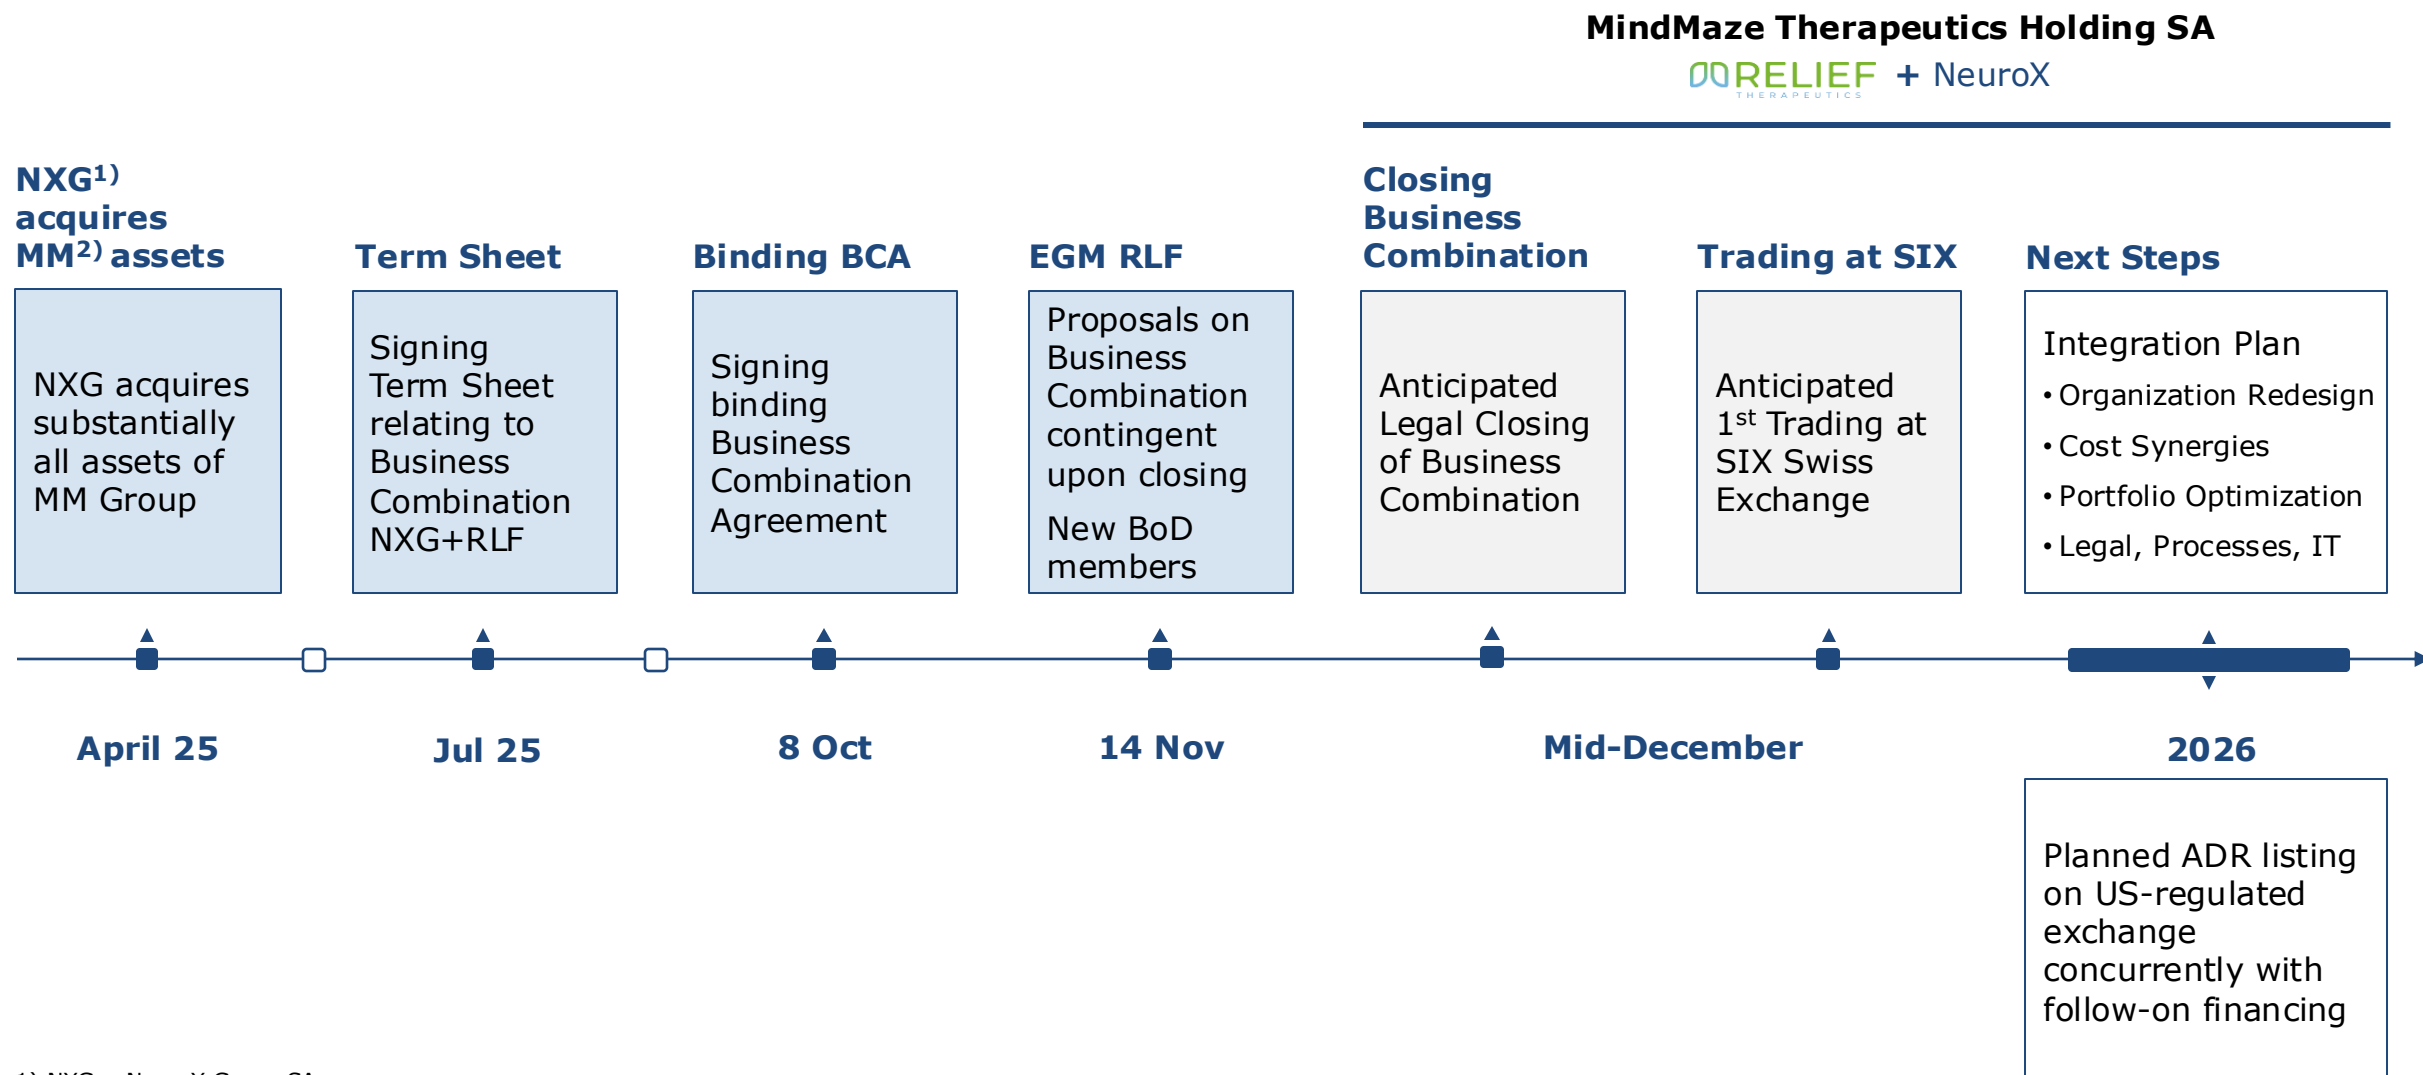 MindMaze Therapeutics Holding SA
RELIEF + NeuroX
THERAPEUTICS
NXG1)
acquires
MM2) assets
Term Sheet
Binding BCA
EGM RLF
Closing
Business
Combination
Trading at SIX
Next Steps
NXG acquires
substantially
all assets of
MM Group
Signing
Term Sheet
relating to
Business
Combination
NXG+RLF
Signing
binding
Business
Combination
Agreement
Proposals on
Business
Combination
contingent
upon closing
New BoD
members
Anticipated
Legal Closing
of Business
Combination
Anticipated
1st Trading at
SIX Swiss
Exchange
Integration Plan
• Organization Redesign
• Cost Synergies
• Portfolio Optimization
• Legal, Processes, IT
April 25
Jul 25
8 Oct
14 Nov
Mid-December
2026
Planned ADR listing
on US-regulated
exchange
concurrently with
follow-on financing